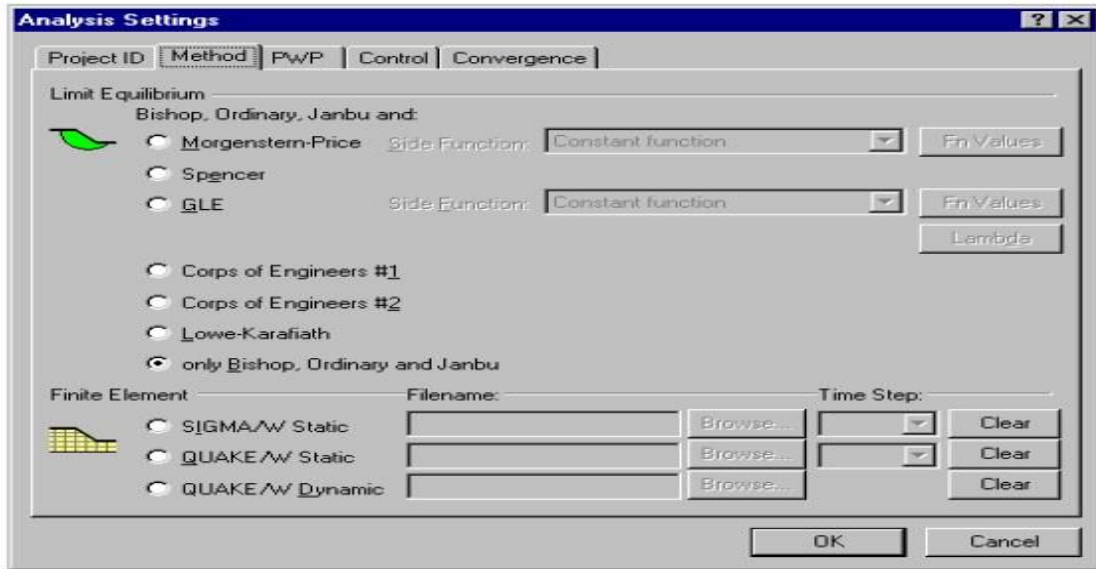 Analysis Settings
Project ID Method PWP Control Convergence
Limit Equilibrium
Bishop, Ordinary, Janbu and:
Morgenstern-Price Side Function: Constant function Fn Values
Spencer
GLE Side Function: Constant function Fn Values
Lambda
Corps of Engineers #1
Corps of Engineers #2
Lowe-Karafiath
only Bishop, Ordinary and Janbu
Finite Element Filename: Time Step:
SIGMA/W Static Browse... Clear
QUAKE/W Static Browse... Clear
QUAKE/W Dynamic Browse... Clear
OK Cancel